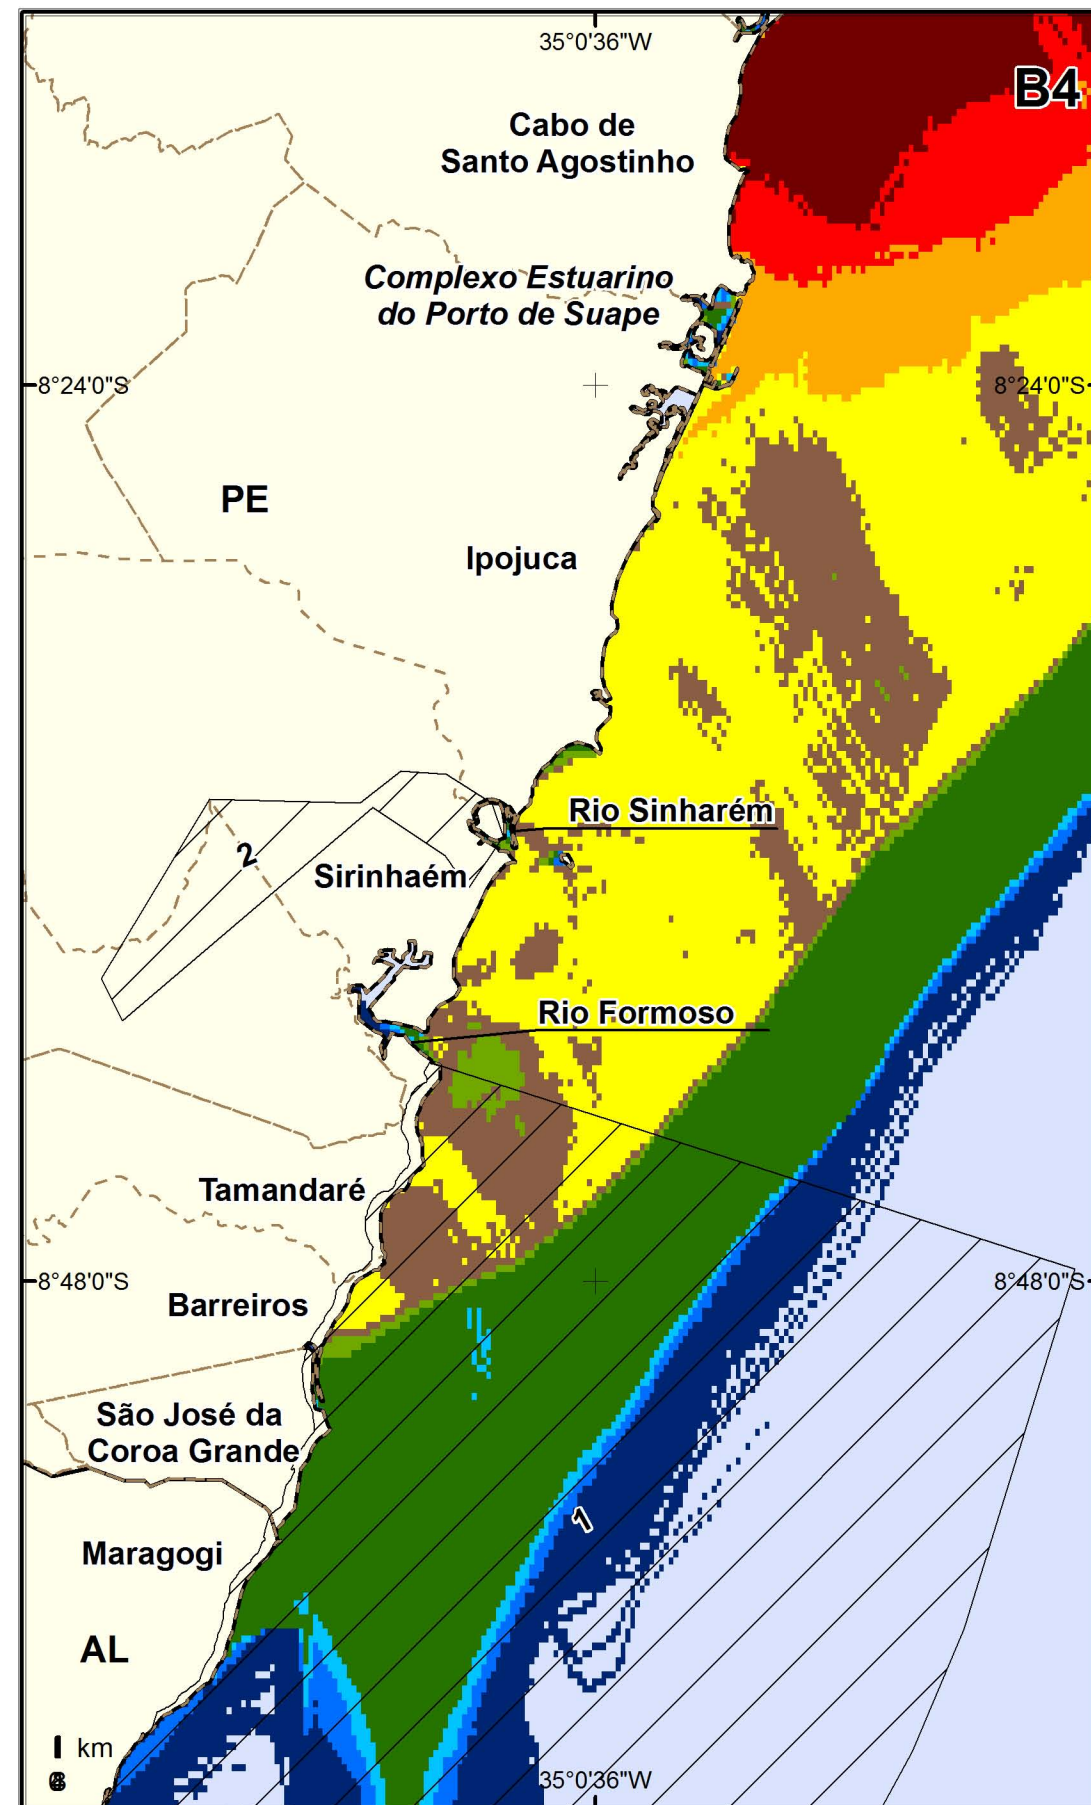 35°0'36"W
B4
Cabo de
Santo Agostinho
Complexo Estuarino
do Porto de Suape
8°24'0"S
8°24'0"S
PE
Ipojuca
Rio Sinharém
2
Sirinhaém
Rio Formoso
Tamandaré
8°48'0"S
8°48'0"S
Barreiros
São José da
Coroa Grande
1
Maragogi
AL
km
35°0'36"W